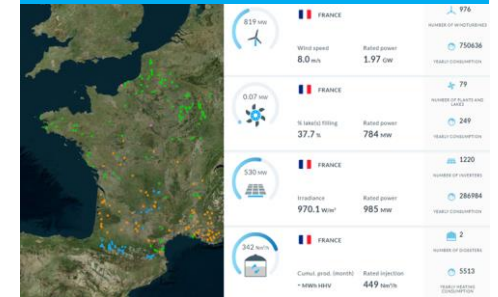 819 MW
FRANCE
976
NUMBER OF WINDTURBINES
Wind speed
8.0 m/s
Rated power
1.97 GW
750636
YEARLY CONSUMPTION
0.07 MW
FRANCE
79
NUMBER OF PLANTS AND LAKES
% lake(s) filling
37.7 %
Rated power
784 MW
249
YEARLY CONSUMPTION
530 MW
FRANCE
1220
NUMBER OF INVERTERS
Irradiance
970.1 W/m²
Rated power
985 MW
286984
YEARLY CONSUMPTION
342 Nm³/h
FRANCE
2
NUMBER OF DIGESTERS
Cumul. prod. (month)
- MWh HHV
Rated injection
449 Nm³/h
5513
YEARLY HEATING CONSUMPTION